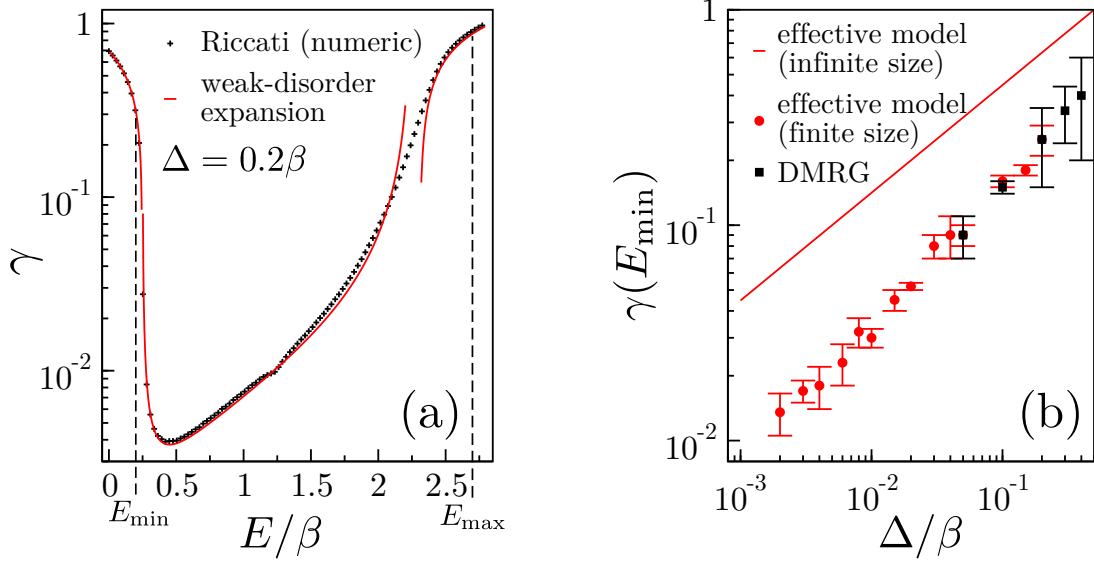 1
10⁻¹
10⁻²
γ
Riccati (numeric)
weak-disorder
expansion
Δ = 0.2β
(a)
0 0.5 1 1.5 2 2.5
E_min
E_max
E/β
1
10⁻¹
10⁻²
γ(E_min)
effective model
(infinite size)
effective model
(finite size)
DMRG
(b)
10⁻³ 10⁻² 10⁻¹
Δ/β